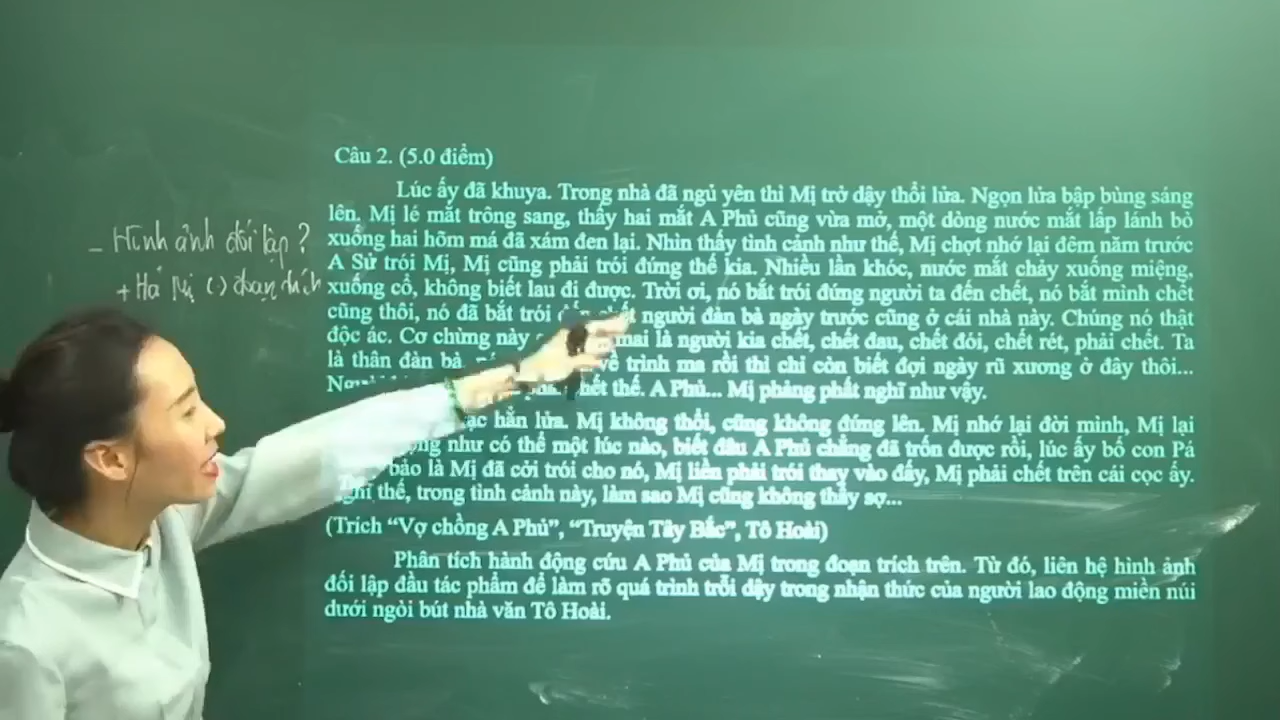 Câu 2. (5.0 điểm)
Lúc ấy đã khuya. Trong nhà đã ngủ yên thì Mị trở dậy thổi lửa. Ngọn lửa bập bùng sáng
lên. Mị lé mắt trông sang, thấy hai mắt A Phủ cũng vừa mở, một dòng nước mắt lấp lánh bò
xuống hai hõm má đã xám đen lại. Nhìn thấy tình cảnh như thế, Mị chợt nhớ lại đêm năm trước
A Sử trói Mị, Mị cũng phải trói đứng thế kia. Nhiều lần khóc, nước mắt chảy xuống miệng,
xuống cổ, không biết lau đi được. Trời ơi, nó bắt trói đứng người ta đến chết, nó bắt mình chết
cũng thôi, nó đã bắt trói người đàn bà ngày trước cũng ở cái nhà này. Chúng nó thật
độc ác. Cơ chừng này mai là người kia chết, chết đau, chết đói, chết rét, phải chết. Ta
là thân đàn bà về trình ma rồi thì chỉ còn biết đợi ngày rũ xương ở đây thôi...
chết thế. A Phủ... Mị phảng phất nghĩ như vậy.
hẳn lửa. Mị không thổi, cũng không đứng lên. Mị nhớ lại đời mình, Mị lại
như có thể một lúc nào, biết đâu A Phủ chẳng đã trốn được rồi, lúc ấy bố con Pá
bảo là Mị đã cởi trói cho nó, Mị liền phải trói thay vào đấy, Mị phải chết trên cái cọc ấy.
Nghĩ thế, trong tình cảnh này, làm sao Mị cũng không thấy sợ...
(Trích “Vợ chồng A Phủ”, “Truyện Tây Bắc”, Tô Hoài)
Phân tích hành động cứu A Phủ của Mị trong đoạn trích trên. Từ đó, liên hệ hình ảnh
đối lập đầu tác phẩm để làm rõ quá trình trỗi dậy trong nhận thức của người lao động miền núi
dưới ngòi bút nhà văn Tô Hoài.
- Hình ảnh đối lập ?
+ Mị (-) đoạn trích